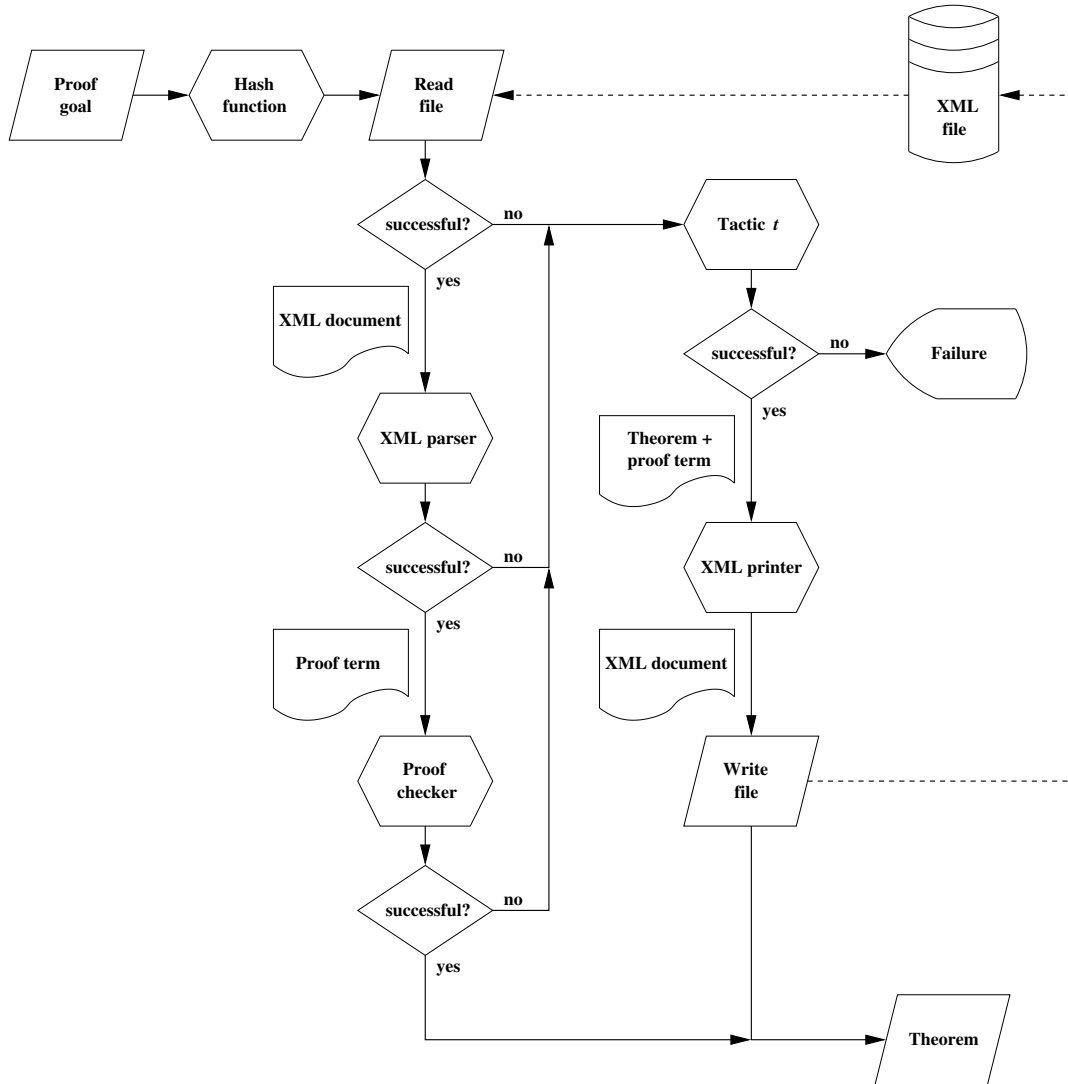 Proof
goal
Hash
function
Read
file
XML
file
successful?
no
yes
Tactic t
XML document
successful?
no
yes
Failure
XML parser
Theorem +
proof term
successful?
no
yes
XML printer
Proof term
XML document
Proof
checker
Write
file
successful?
no
yes
Theorem